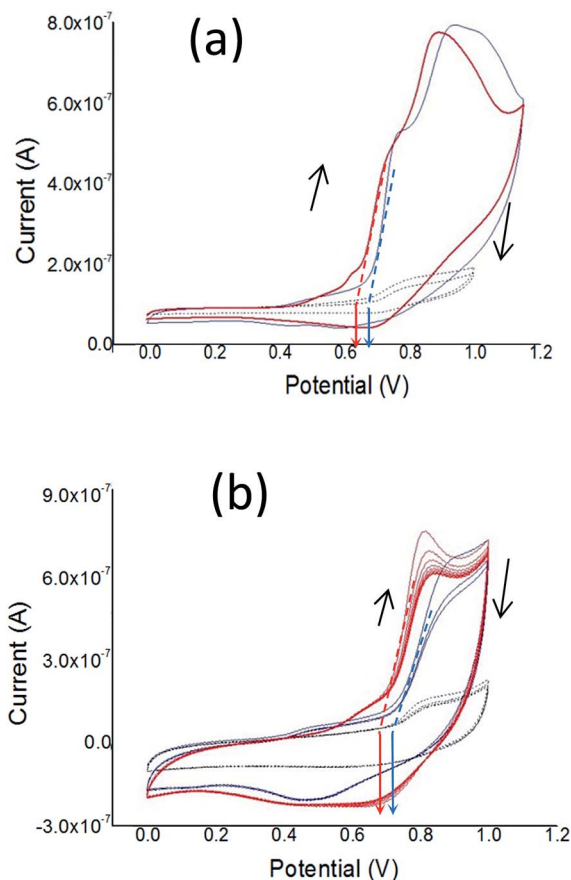 (a)
8.0x10-7
6.0x10-7
4.0x10-7
2.0x10-7
0.0
Current (A)
0.0 0.2 0.4 0.6 0.8 1.0 1.2
Potential (V)
(b)
9.0x10-7
6.0x10-7
3.0x10-7
0.0
-3.0x10-7
Current (A)
0.0 0.2 0.4 0.6 0.8 1.0 1.2
Potential (V)